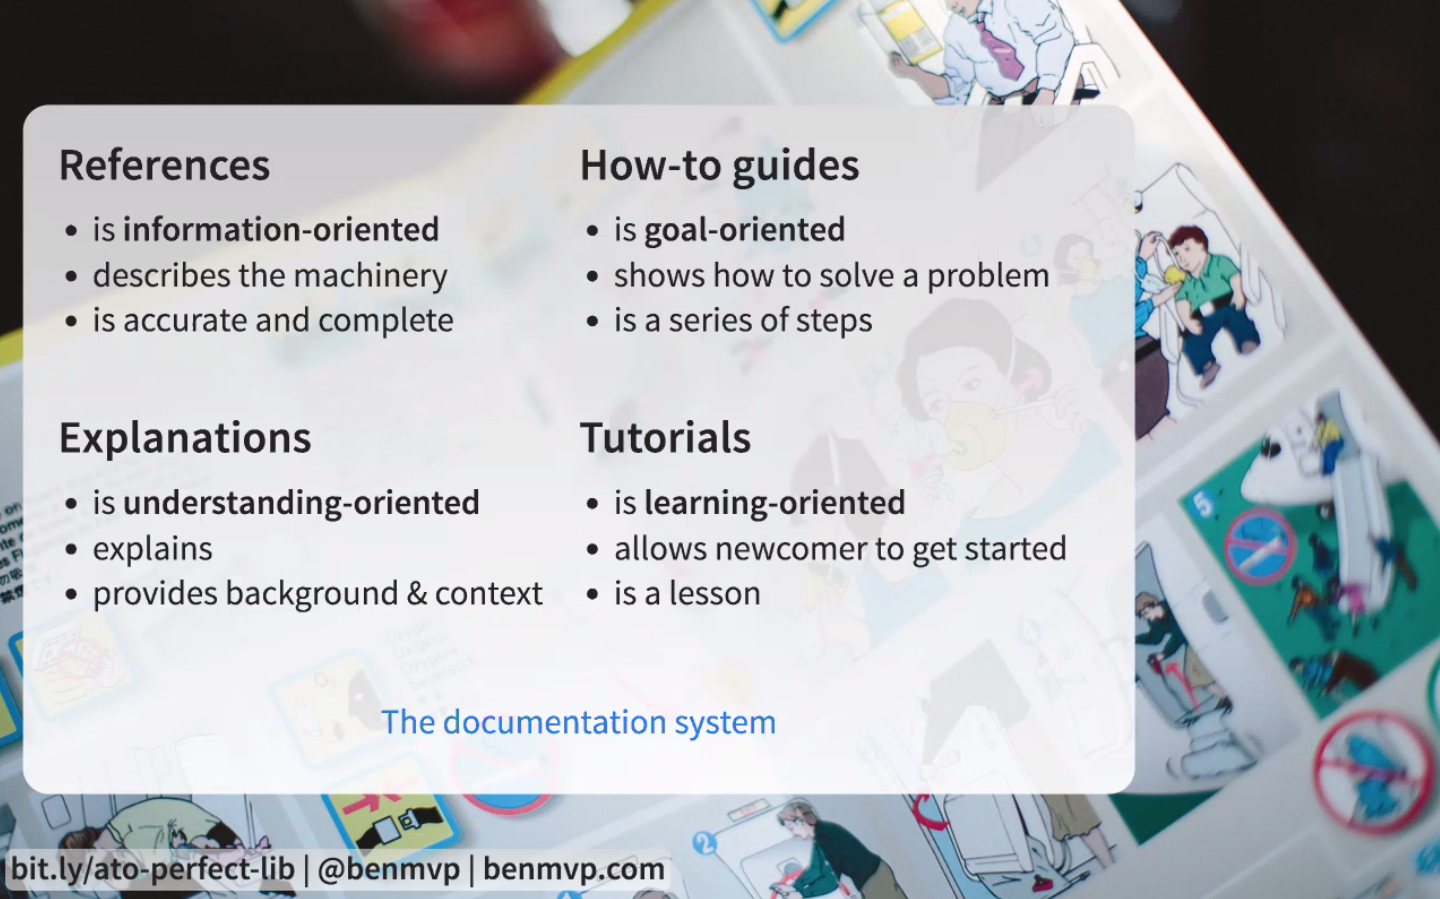 References
is information-oriented
describes the machinery
is accurate and complete
How-to guides
is goal-oriented
shows how to solve a problem
is a series of steps
Explanations
is understanding-oriented
explains
provides background & context
Tutorials
is learning-oriented
allows newcomer to get started
is a lesson
The documentation system
bit.ly/ato-perfect-lib | @benmvp | benmvp.com
5
2